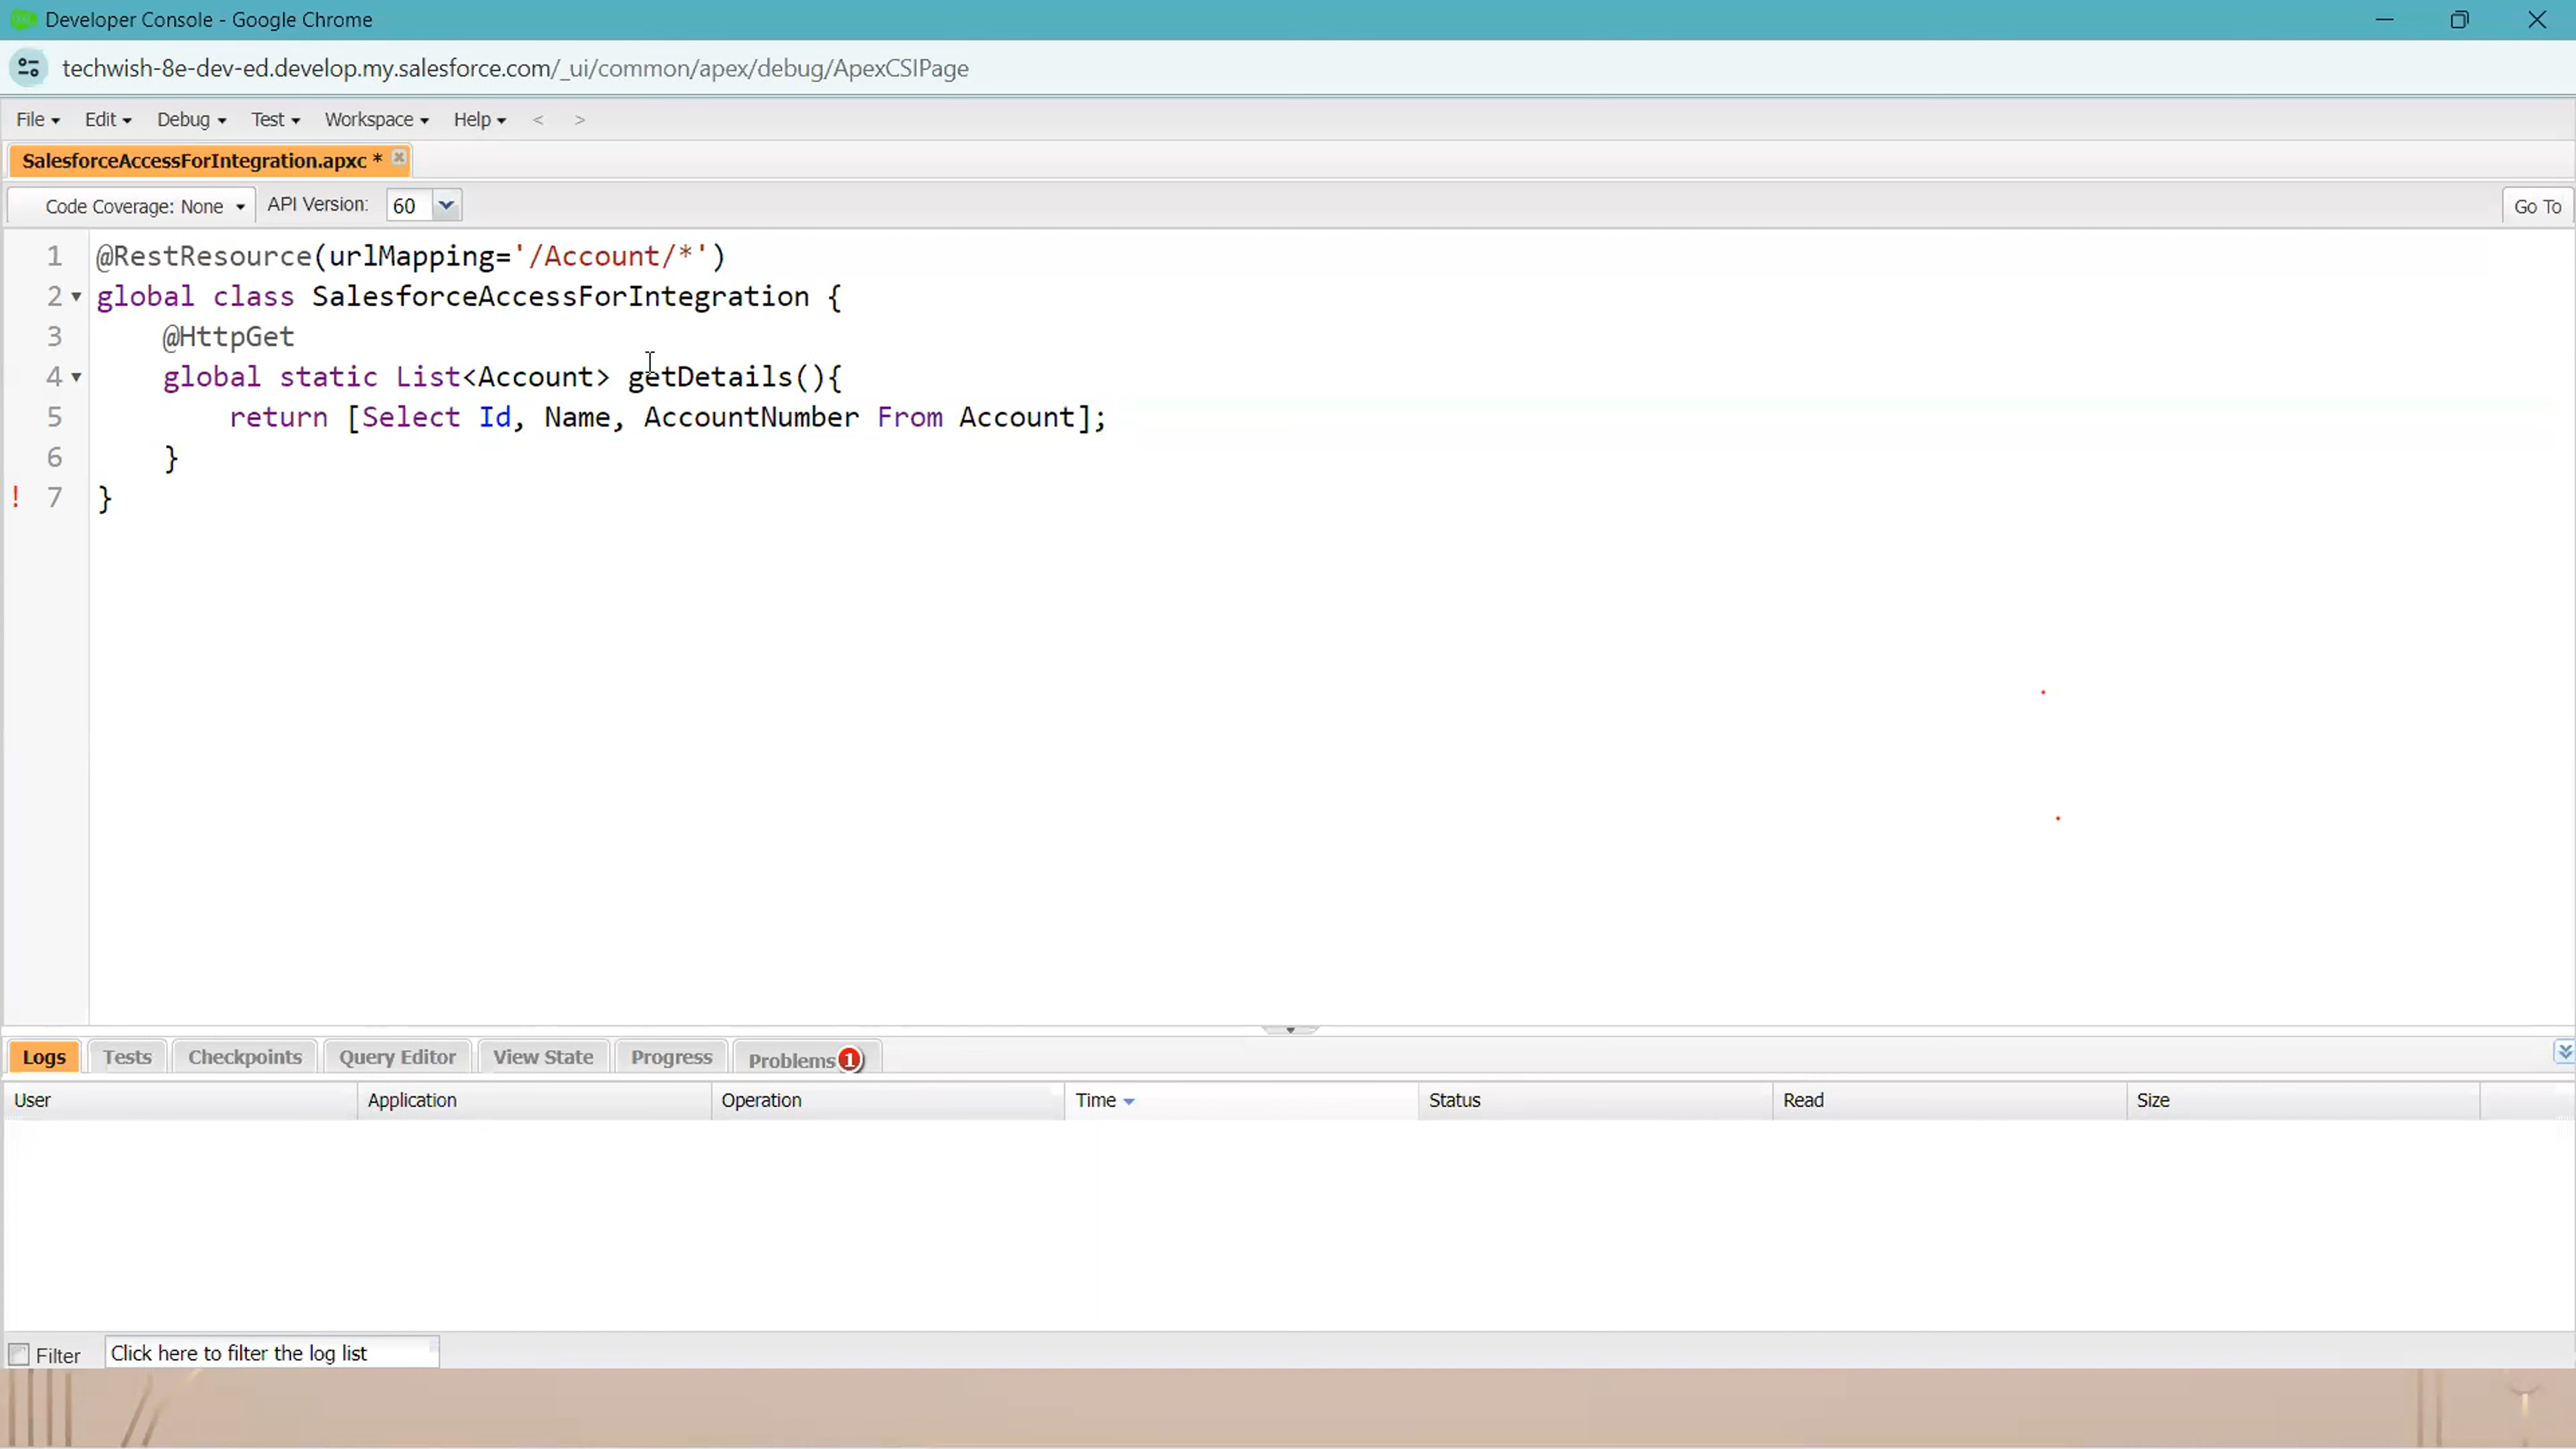 Developer Console - Google Chrome
techwish-8e-dev-ed.develop.my.salesforce.com/_ui/common/apex/debug/ApexCSIPage
File Edit Debug Test Workspace Help < >
SalesforceAccessForIntegration.apxc *
Code Coverage: None API Version: 60 Go To
1 @RestResource(urlMapping='/Account/*')
2 global class SalesforceAccessForIntegration {
3 @HttpGet
4 global static List<Account> getDetails(){
5 return [Select Id, Name, AccountNumber From Account];
6 }
! 7 }
Logs Tests Checkpoints Query Editor View State Progress Problems 1
User Application Operation Time Status Read Size
Filter Click here to filter the log list